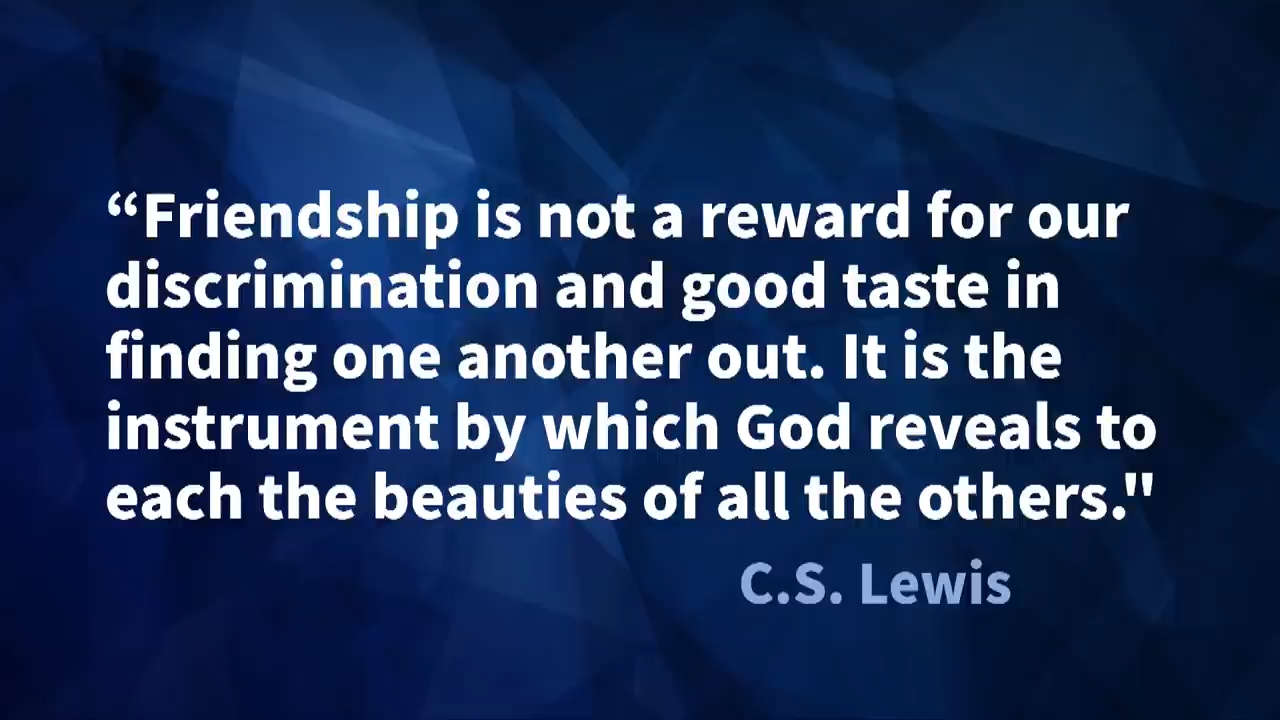 “Friendship is not a reward for our
discrimination and good taste in
finding one another out. It is the
instrument by which God reveals to
each the beauties of all the others."
C.S. Lewis